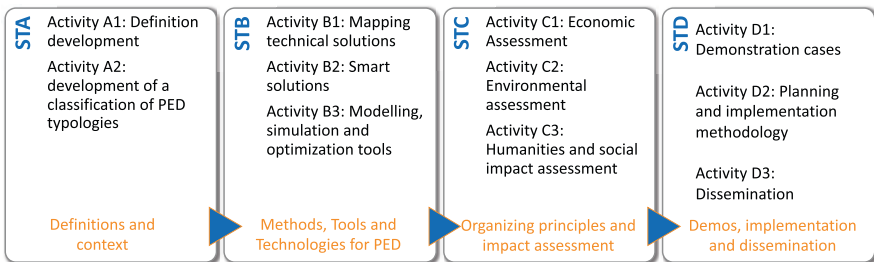 STA
Activity A1: Definition
development
Activity A2:
development of a
classification of PED
typologies
Definitions and
context
STB
Activity B1: Mapping
technical solutions
Activity B2: Smart
solutions
Activity B3: Modelling,
simulation and
optimization tools
Methods, Tools and
Technologies for PED
STC
Activity C1: Economic
Assessment
Activity C2:
Environmental
assessment
Activity C3:
Humanities and social
impact assessment
Organizing principles and
impact assessment
STD
Activity D1:
Demonstration cases
Activity D2: Planning
and implementation
methodology
Activity D3:
Dissemination
Demos, implementation
and dissemination